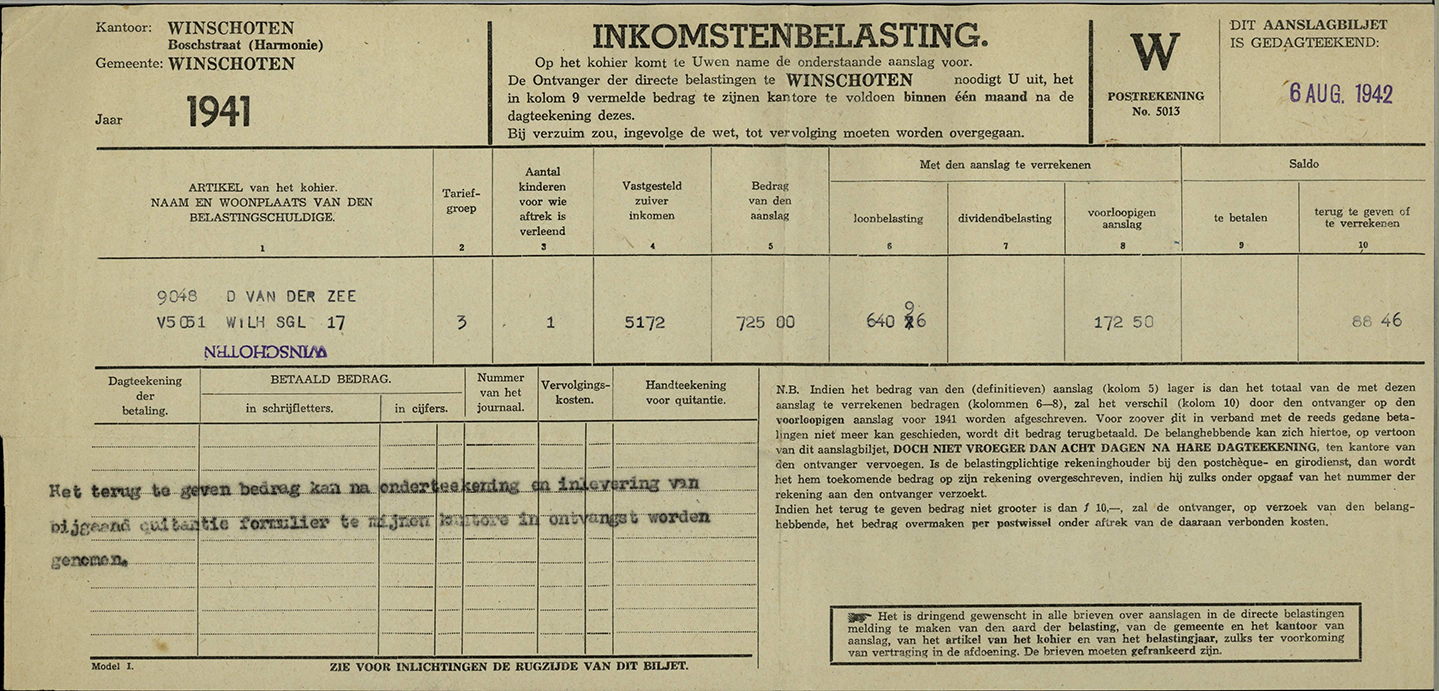 Kantoor: WINSCHOTEN
Boschstraat (Harmonie)
Gemeente: WINSCHOTEN
Jaar 1941
INKOMSTENBELASTING.
Op het kohier komt te Uwen name de onderstaande aanslag voor.
De Ontvanger der directe belastingen te WINSCHOTEN noodigt U uit, het
in kolom 9 vermelde bedrag te zijnen kantore te voldoen binnen één maand na de
dagteekening dezes.
Bij verzuim zou, ingevolge de wet, tot vervolging moeten worden overgegaan.
W
POSTREKENING
No. 5013
DIT AANSLAGBILJET
IS GEDAGTEEKEND:
6 AUG. 1942
ARTIKEL van het kohier.
NAAM EN WOONPLAATS VAN DEN
BELASTINGSCHULDIGE.
1
Tarief-
groep
2
Aantal
kinderen
voor wie
aftrek is
verleend
3
Vastgesteld
zuiver
inkomen
4
Bedrag
van den
aanslag
5
Met den aanslag te verrekenen
loonbelasting
6
dividendbelasting
7
voorloopigen
aanslag
8
Saldo
te betalen
9
terug te geven of
te verrekenen
10
9048 D VAN DER ZEE
V5051 WILH SGL 17 3 1 5172 725 00 640 96 172 50 88 46
WINSCHOTEN
Dagteekening
der
betaling.
BETAALD BEDRAG.
in schrijfletters.
in cijfers.
Nummer
van het
journaal.
Vervolgings-
kosten.
Handteekening
voor quitantie.
Het terug te geven bedrag kan na onderteekening en inlevering van
bijgaand quitantie formulier te mijnen kantore in ontvangst worden
genomen.
Model I.
ZIE VOOR INLICHTINGEN DE RUGZIJDE VAN DIT BILJET.
N.B. Indien het bedrag van den (definitieven) aanslag (kolom 5) lager is dan het totaal van de met dezen
aanslag te verrekenen bedragen (kolommen 6—8), zal het verschil (kolom 10) door den ontvanger op den
voorloopigen aanslag voor 1941 worden afgeschreven. Voor zoover dit in verband met de reeds gedane beta-
lingen niet meer kan geschieden, wordt dit bedrag terugbetaald. De belanghebbende kan zich hiertoe, op vertoon
van dit aanslagbiljet, DOCH NIET VROEGER DAN ACHT DAGEN NA HARE DAGTEEKENING, ten kantore van
den ontvanger vervoegen. Is de belastingplichtige rekeninghouder bij den postchèque- en girodienst, dan wordt
het hem toekomende bedrag op zijn rekening overgeschreven, indien hij zulks onder opgaaf van het nummer der
rekening aan den ontvanger verzoekt.
Indien het terug te geven bedrag niet grooter is dan ƒ 10,—, zal de ontvanger, op verzoek van den belang-
hebbende, het bedrag overmaken per postwissel onder aftrek van de daaraan verbonden kosten.
Het is dringend gewenscht in alle brieven over aanslagen in de directe belastingen
melding te maken van den aard der belasting, van de gemeente en het kantoor van
aanslag, van het artikel van het kohier en van het belastingjaar, zulks ter voorkoming
van vertraging in de afdoening. De brieven moeten gefrankeerd zijn.